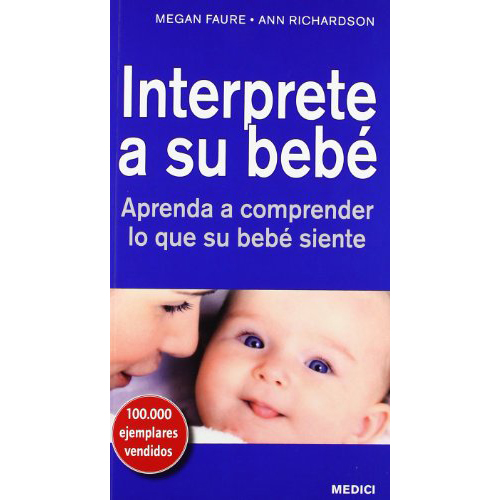 MEGAN FAURE • ANN RICHARDSON
Interprete
a su bebé
Aprenda a comprender
lo que su bebé siente
100.000
ejemplares
vendidos
MEDICI